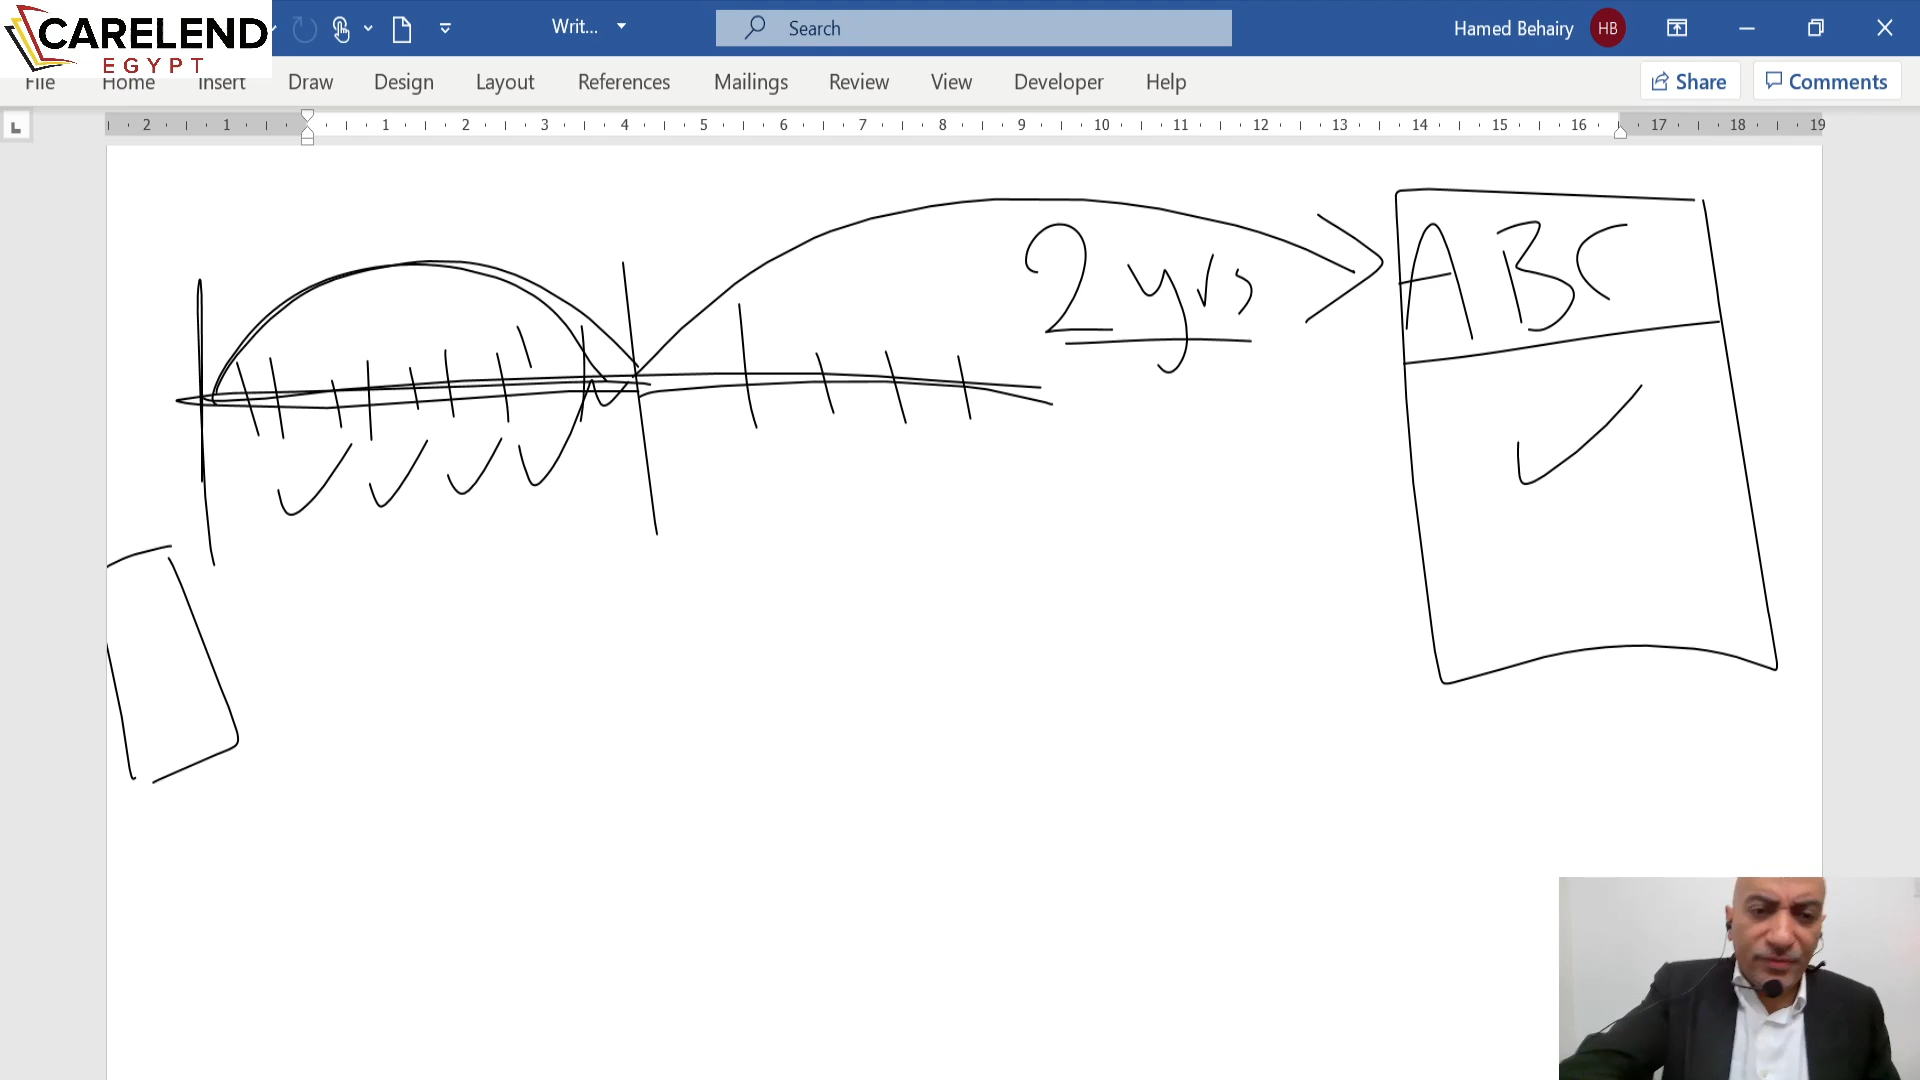 CARELEND
EGYPT
Writ...
Search
Hamed Behairy
HB
File Home Insert Draw Design Layout References Mailings Review View Developer Help
Share
Comments
2 1 1 2 3 4 5 6 7 8 9 10 11 12 13 14 15 16 17 18 19
2 yrs
ABC